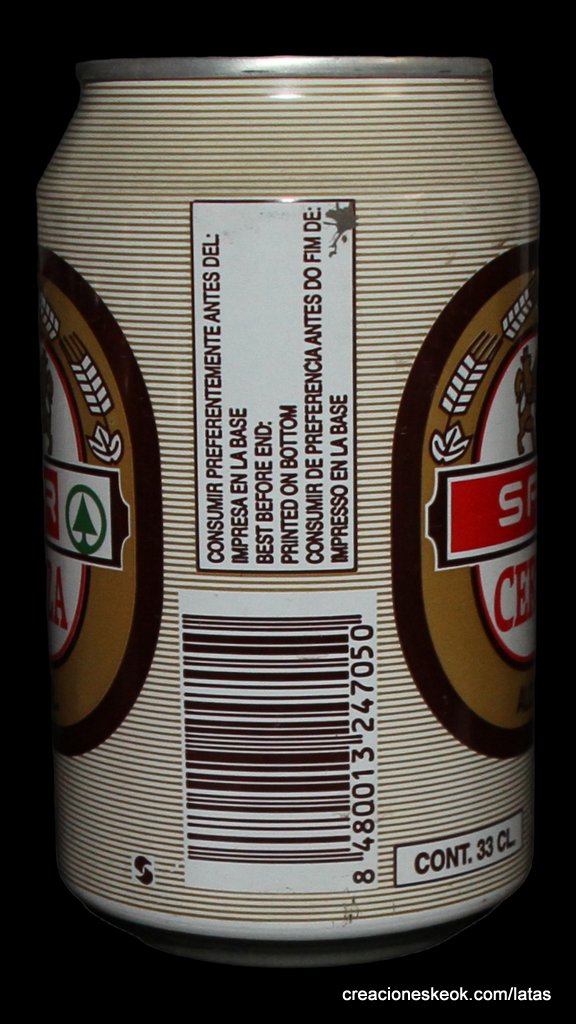 CONSUMIR PREFERENTEMENTE ANTES DEL:
IMPRESA EN LA BASE
BEST BEFORE END:
PRINTED ON BOTTOM
CONSUMIR DE PREFERENCIA ANTES DO FIM DE:
IMPRESSO EN LA BASE
8 480013 247050
CONT. 33 CL.
creacioneskeok.com/latas